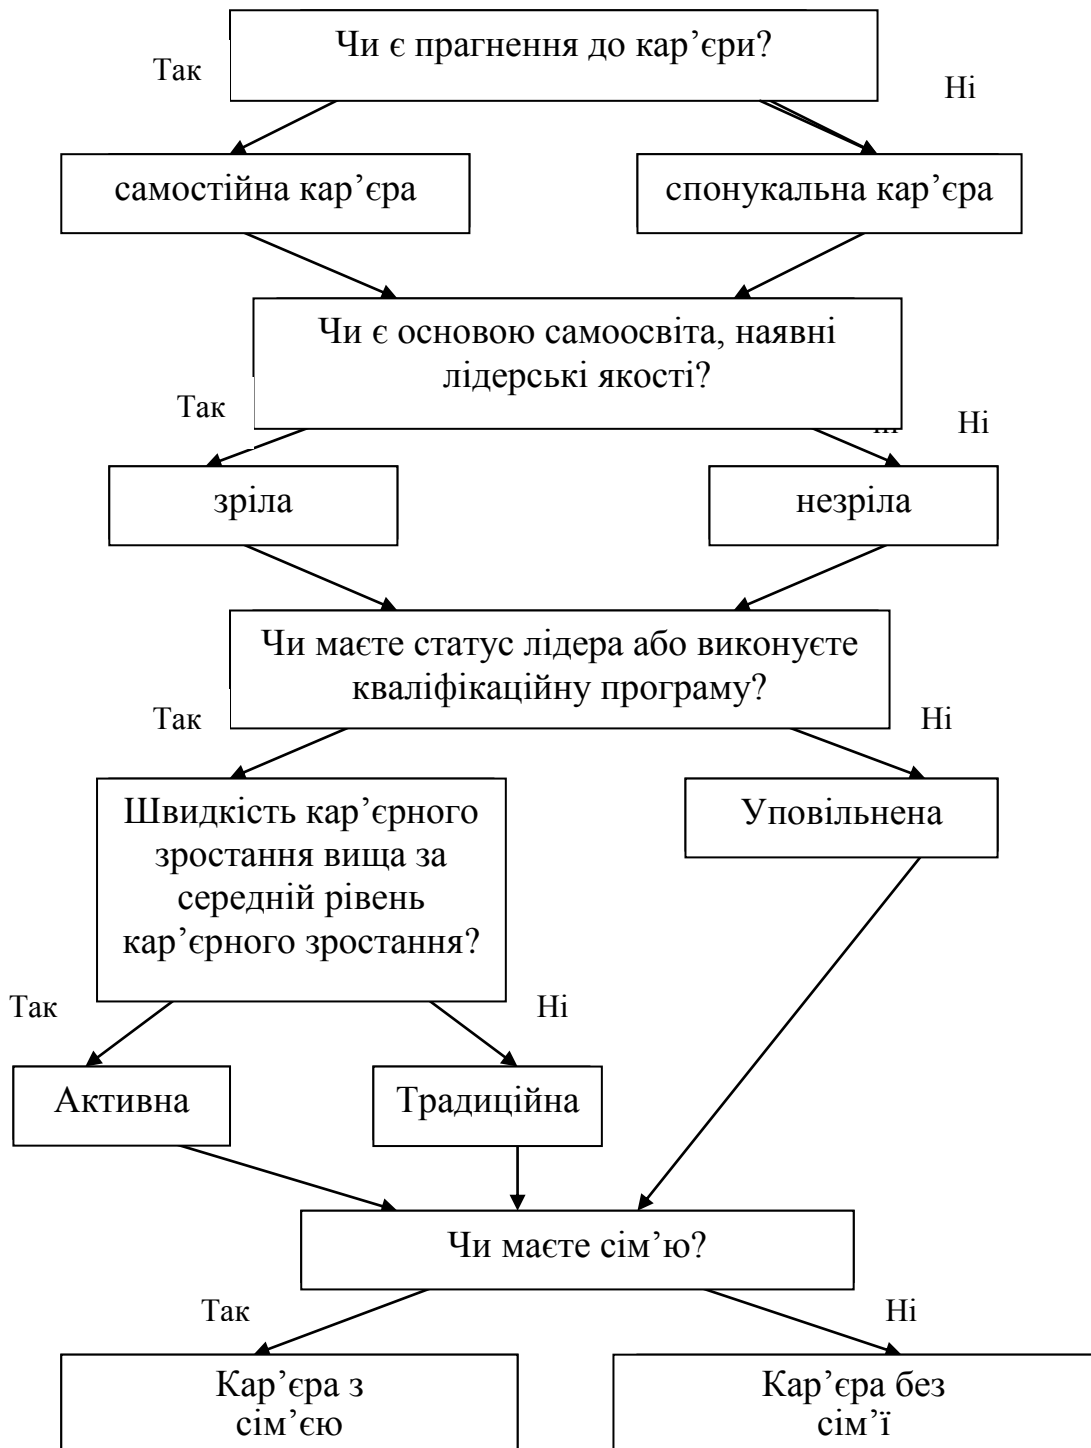 Чи є прагнення до кар’єри?
Так
Ні
самостійна кар’єра
спонукальна кар’єра
Чи є основою самоосвіта, наявні
лідерські якості?
Так
Ні
зріла
незріла
Чи маєте статус лідера або виконуєте
кваліфікаційну програму?
Так
Ні
Швидкість кар’єрного
зростання вища за
середній рівень
кар’єрного зростання?
Уповільнена
Так
Ні
Активна
Традиційна
Чи маєте сім’ю?
Так
Ні
Кар’єра з
сім’єю
Кар’єра без
сім’ї